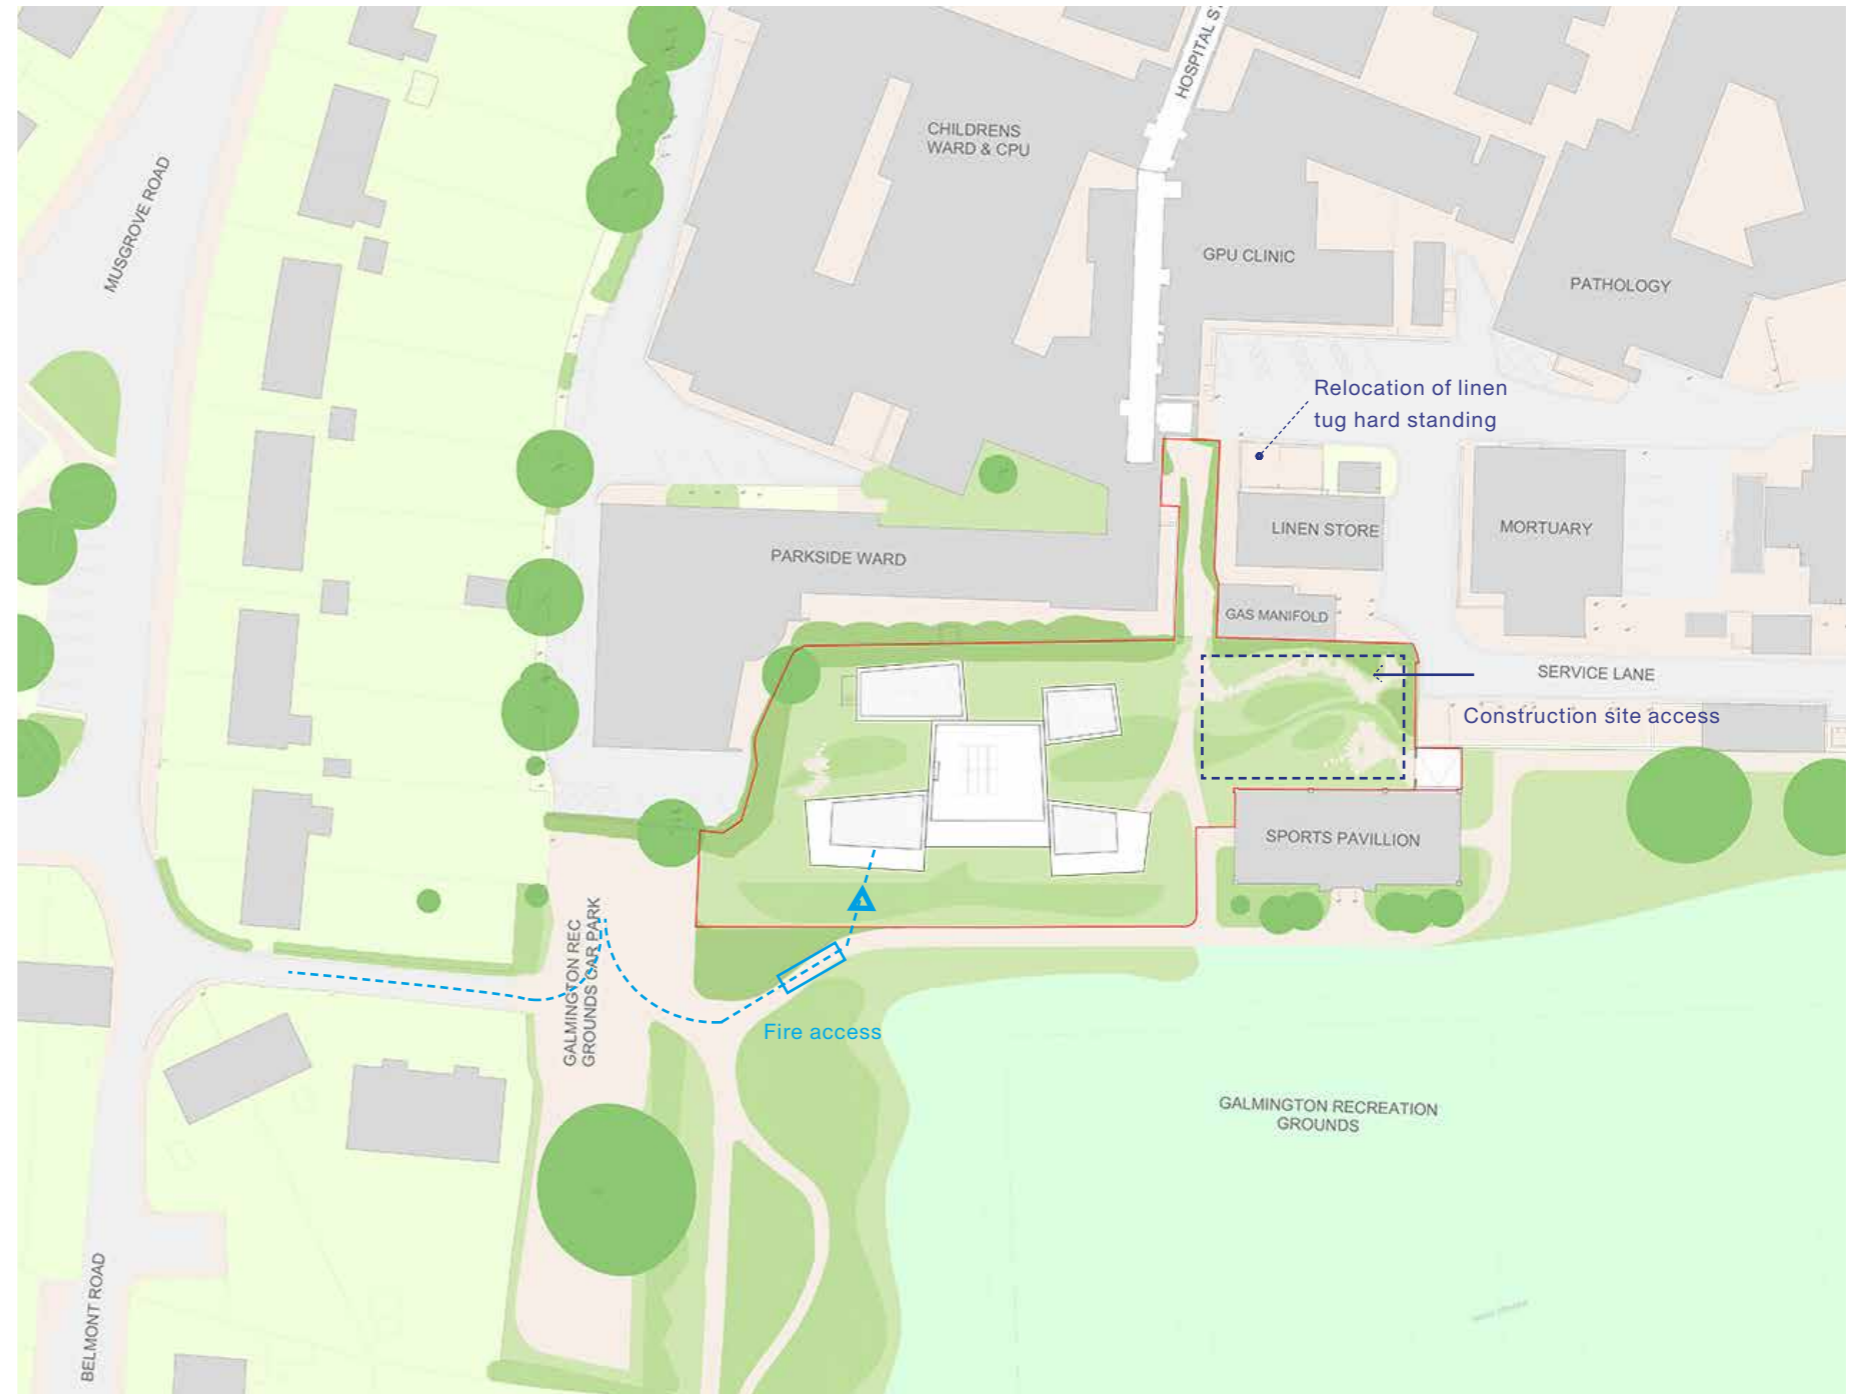 HOSPITAL S
CHILDRENS
WARD & CPU
MUSGROVE ROAD
GPU CLINIC
PATHOLOGY
Relocation of linen
tug hard standing
LINEN STORE
MORTUARY
PARKSIDE WARD
GAS MANIFOLD
SERVICE LANE
Construction site access
SPORTS PAVILLION
GALMINGTON REC
GROUNDS CAR PARK
Fire access
GALMINGTON RECREATION
GROUNDS
BELMONT ROAD